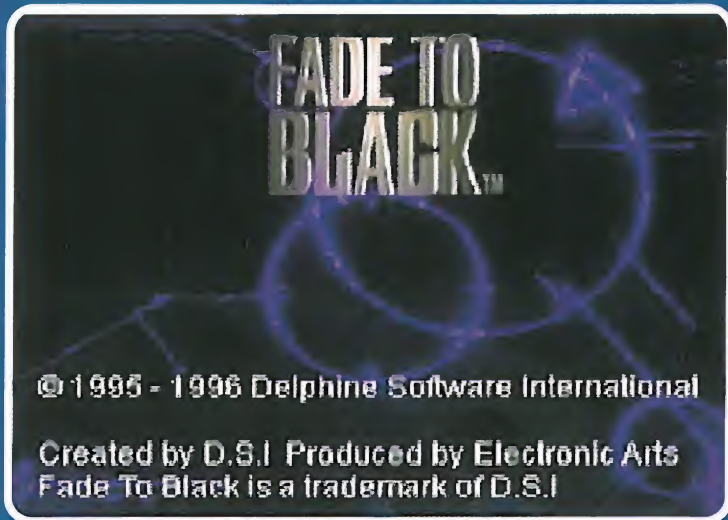 FADE TO
BLACK™
© 1995 - 1996 Delphine Software International
Created by D.S.I Produced by Electronic Arts
Fade To Black is a trademark of D.S.I